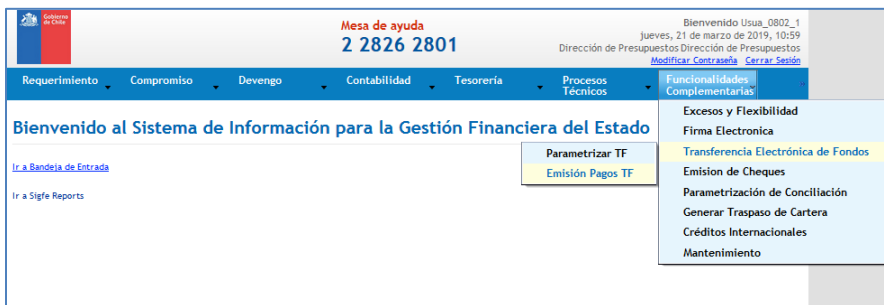 Gobierno
de Chile
Mesa de ayuda
2 2826 2801
Bienvenido Usua_0802_1
jueves, 21 de marzo de 2019, 10:59
Dirección de Presupuestos Dirección de Presupuestos
Modificar Contraseña Cerrar Sesión
Requerimiento Compromiso Devengo Contabilidad Tesorería Procesos Técnicos Funcionalidades Complementarias
Bienvenido al Sistema de Información para la Gestión Financiera del Estado
Ir a Bandeja de Entrada
Ir a Sigfe Reports
Parametrizar TF
Emisión Pagos TF
Excesos y Flexibilidad
Firma Electronica
Transferencia Electrónica de Fondos
Emision de Cheques
Parametrización de Conciliación
Generar Traspaso de Cartera
Créditos Internacionales
Mantenimiento